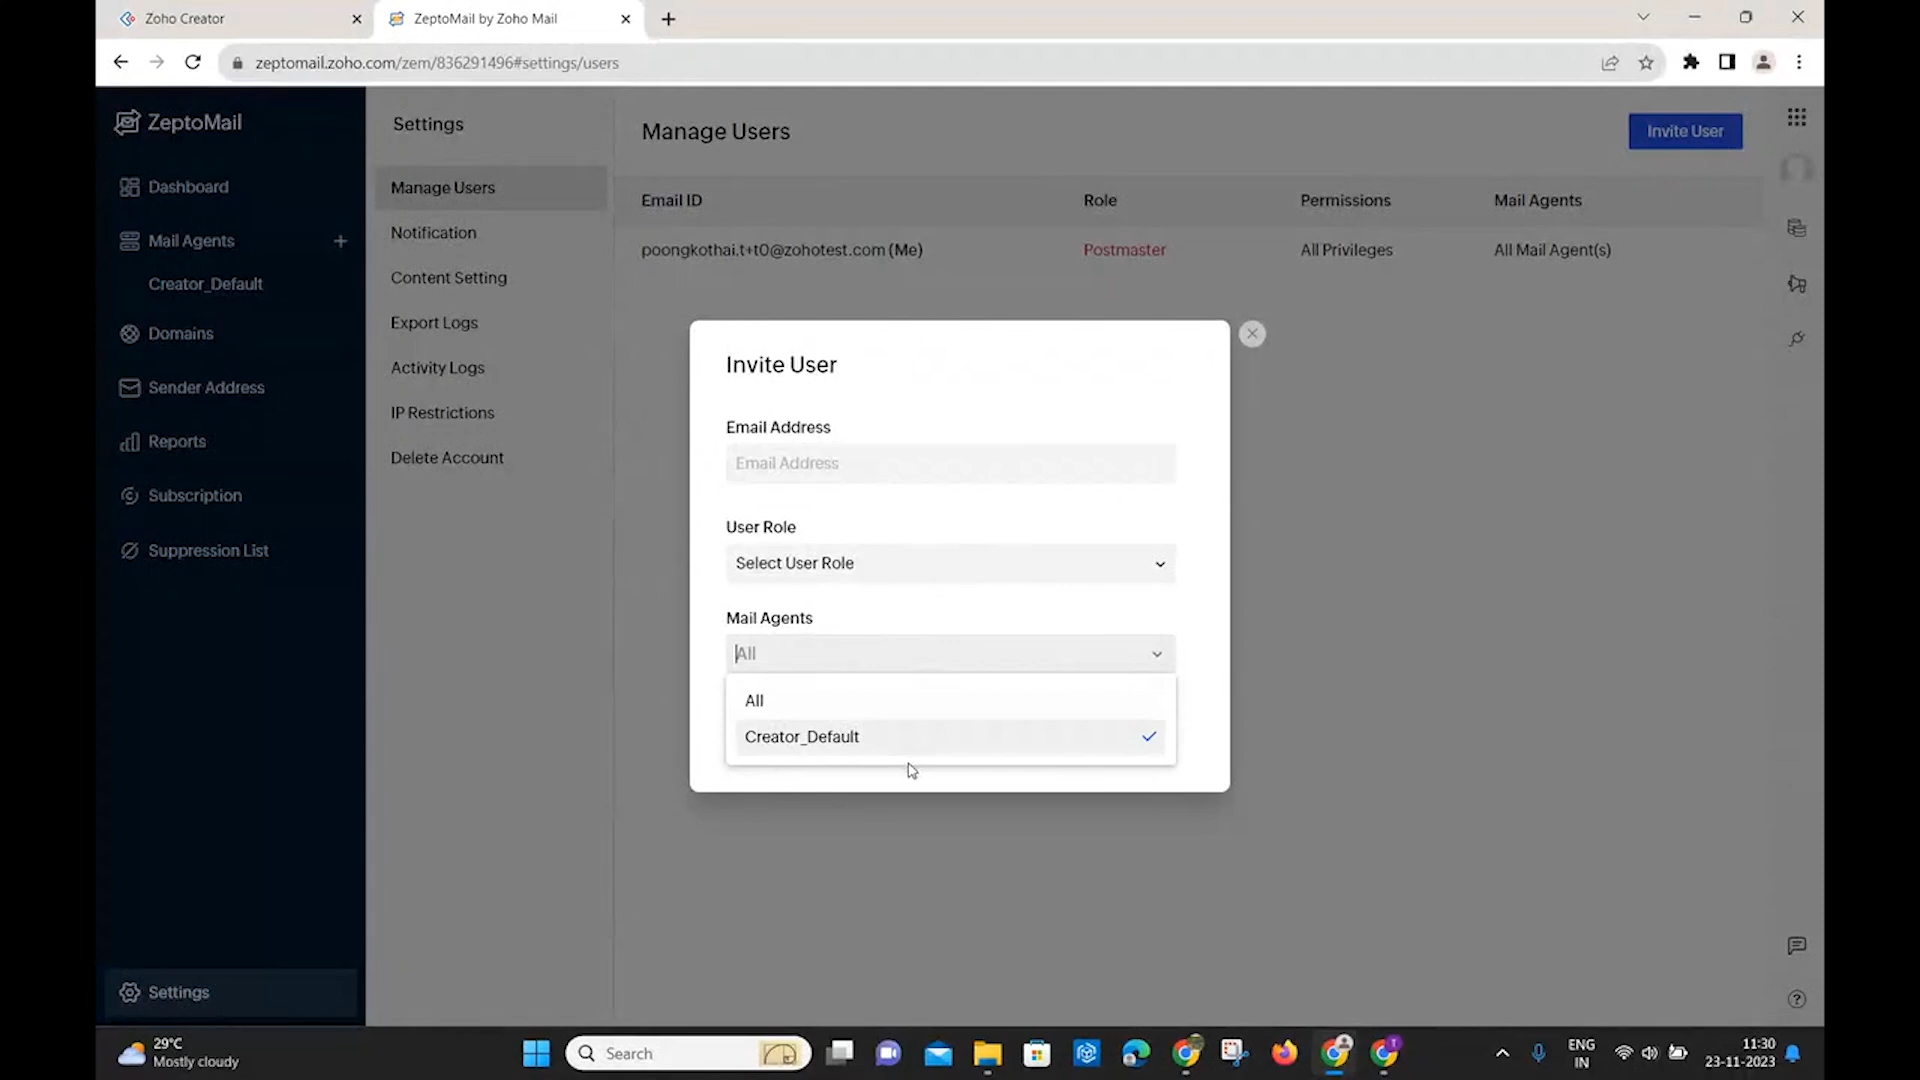 Zoho Creator
ZeptoMail by Zoho Mail
zeptomail.zoho.com/zem/836291496#settings/users
ZeptoMail
Dashboard
Mail Agents
Creator_Default
Domains
Sender Address
Reports
Subscription
Suppression List
Settings
Settings
Manage Users
Notification
Content Setting
Export Logs
Activity Logs
IP Restrictions
Delete Account
Manage Users
Invite User
Email ID Role Permissions Mail Agents
poongkothai.t+t0@zohotest.com (Me) Postmaster All Privileges All Mail Agent(s)
Invite User
Email Address
Email Address
User Role
Select User Role
Mail Agents
All
All
Creator_Default
29°C
Mostly cloudy
Search
ENG
IN
11:30
23-11-2023